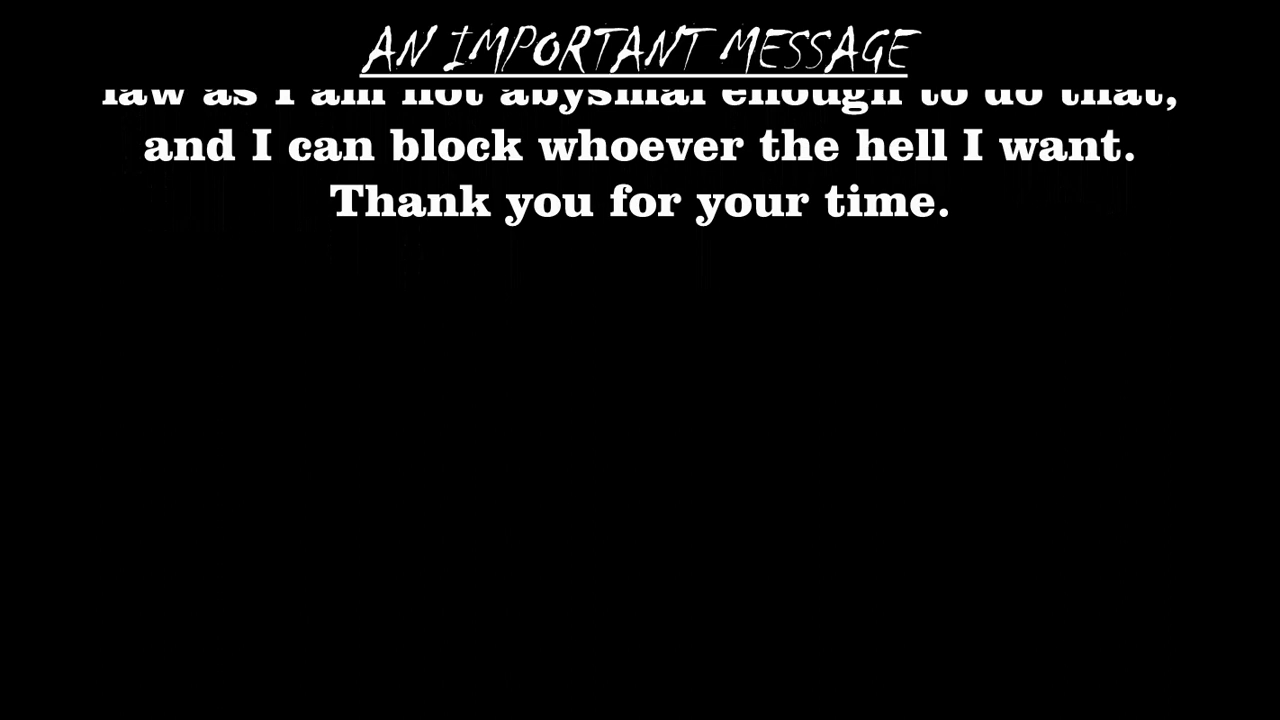 AN IMPORTANT MESSAGE
law as I am not abysmal enough to do that,
and I can block whoever the hell I want.
Thank you for your time.